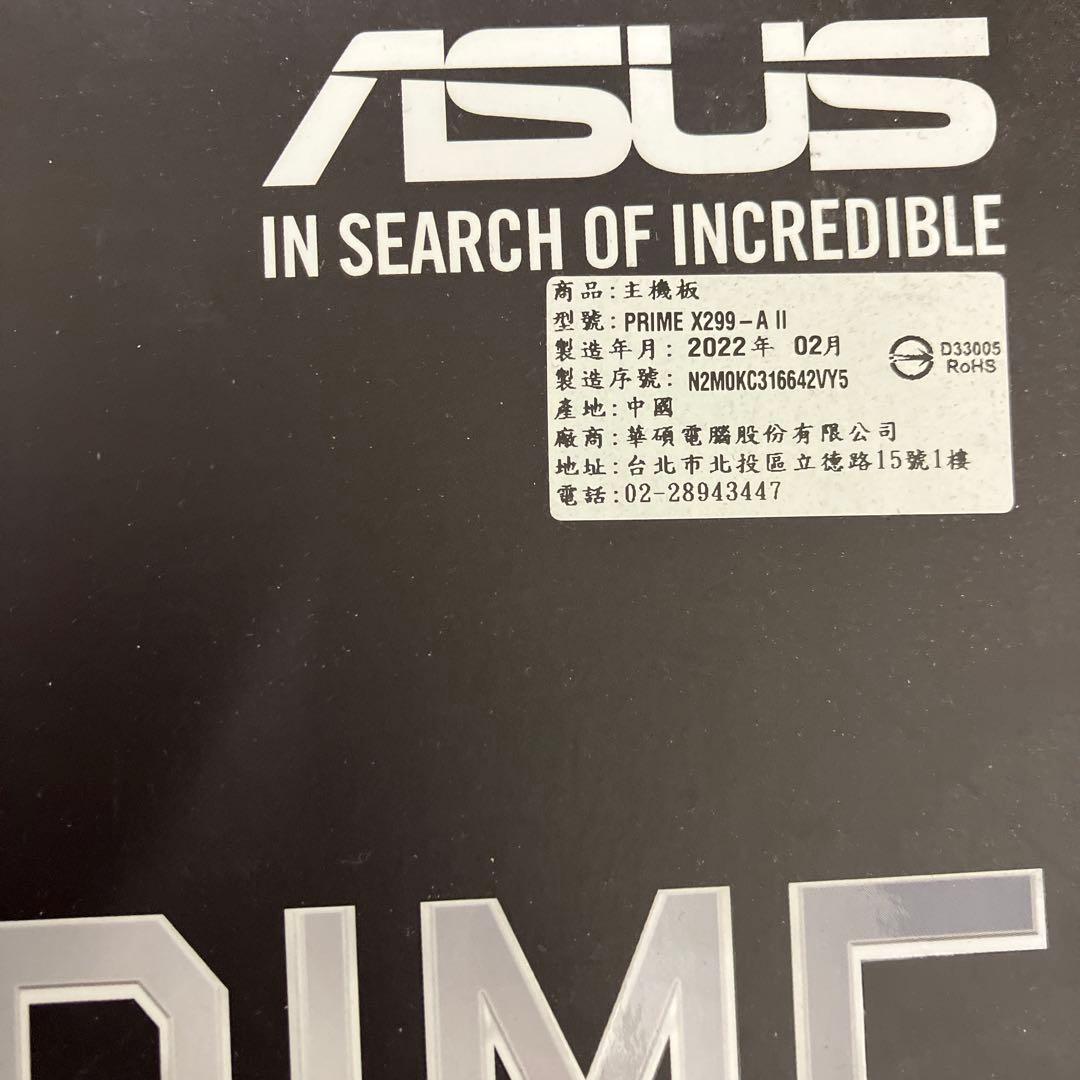 ASUS
IN SEARCH OF INCREDIBLE
商品:主機板
型號: PRIME X299-A II
製造年月: 2022年 02月
製造序號: N2M0KC316642VY5
D33005
RoHS
產地:中國
廠商:華碩電腦股份有限公司
地址:台北市北投區立德路15號1樓
電話:02-28943447
PRIME